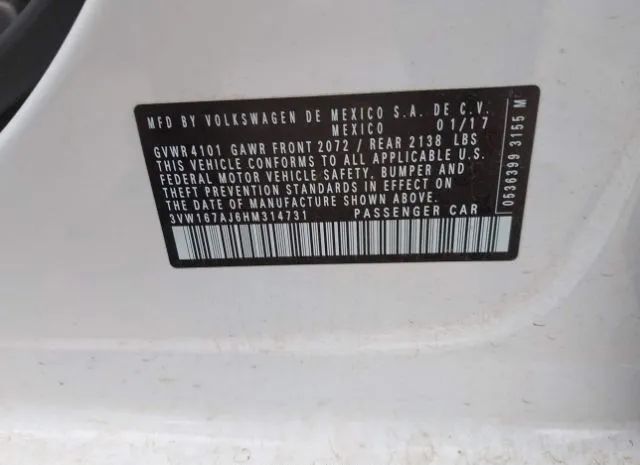 MFD BY VOLKSWAGEN DE MEXICO S.A. DE C.V.
MEXICO 01/17
GVWR 4101 GAWR FRONT 2072 / REAR 2138 LBS
THIS VEHICLE CONFORMS TO ALL APPLICABLE U.S.
FEDERAL MOTOR VEHICLE SAFETY, BUMPER AND
THEFT PREVENTION STANDARDS IN EFFECT ON
THE DATE OF MANUFACTURE SHOWN ABOVE.
3VW167AJ6HM314731 PASSENGER CAR
0536399 3155 M